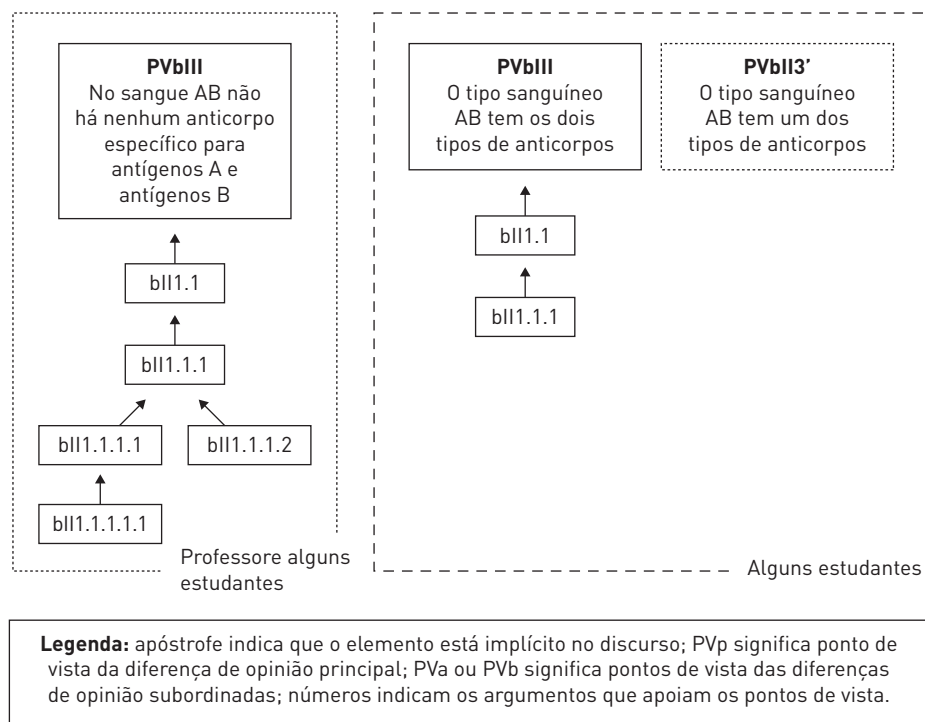 PVbIII
No sangue AB não
há nenhum anticorpo
específico para
antígenos A e
antígenos B
bII1.1
bII1.1.1
bII1.1.1.1
bII1.1.1.2
bII1.1.1.1.1
Professore alguns
estudantes
PVbIII
O tipo sanguíneo
AB tem os dois
tipos de anticorpos
bII1.1
bII1.1.1
PVbII3’
O tipo sanguíneo
AB tem um dos
tipos de anticorpos
Alguns estudantes
Legenda: apóstrofe indica que o elemento está implícito no discurso; PVp significa ponto de
vista da diferença de opinião principal; PVa ou PVb significa pontos de vista das diferenças
de opinião subordinadas; números indicam os argumentos que apoiam os pontos de vista.